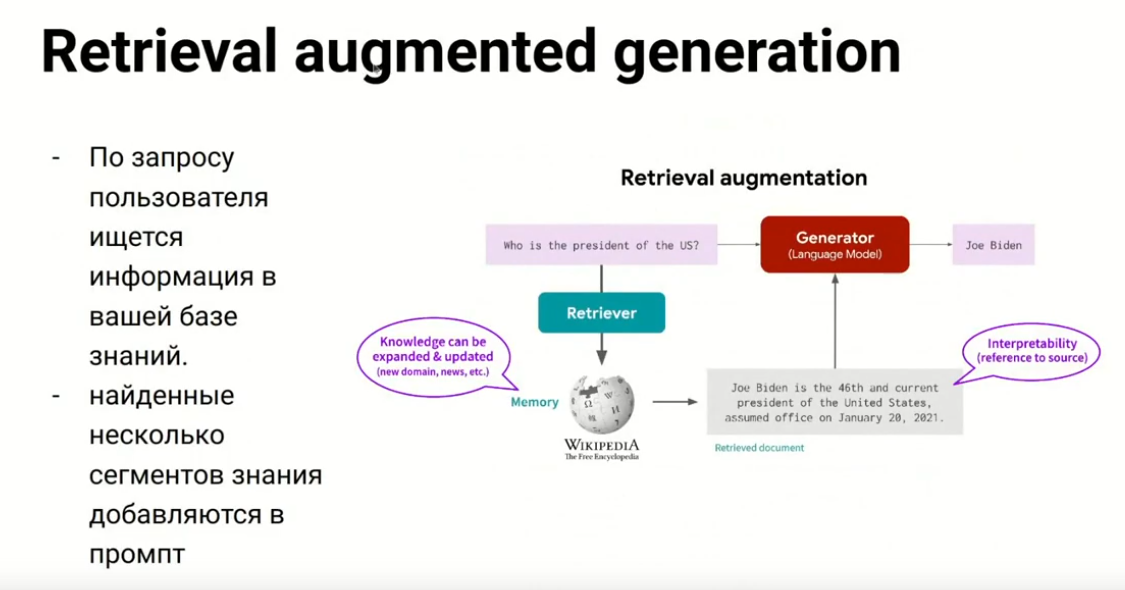 Retrieval augmented generation
- По запросу
пользователя
ищется
информация в
вашей базе
знаний.
- найденные
несколько
сегментов знания
добавляются в
промпт
Retrieval augmentation
Who is the president of the US?
Generator
(Language Model)
Joe Biden
Retriever
Knowledge can be
expanded & updated
(new domain, news, etc.)
Interpretability
(reference to source)
Memory
Ω
W
И
WIKIPEDIA
The Free Encyclopedia
Joe Biden is the 46th and current
president of the United States,
assumed office on January 20, 2021.
Retrieved document